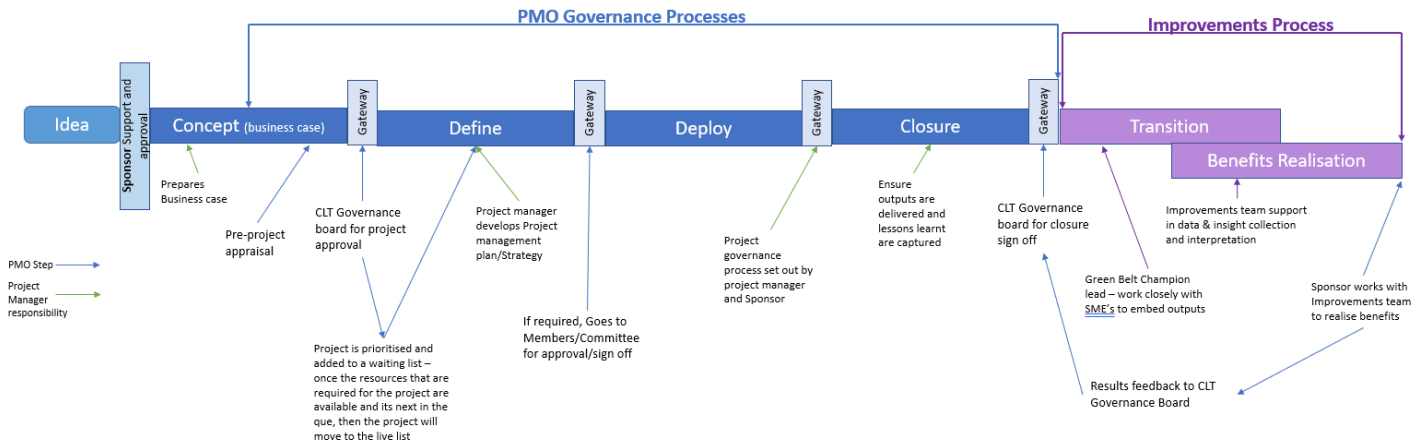 PMO Governance Processes
Improvements Process
Idea
Sponsor Support and
approval
Concept (business case)
Gateway
Define
Gateway
Deploy
Gateway
Closure
Gateway
Transition
Benefits Realisation
Prepares
Business case
Pre-project
appraisal
CLT Governance
board for project
approval
Project manager
develops Project
management
plan/Strategy
Project
governance
process set out by
project manager
and Sponsor
Ensure
outputs are
delivered and
lessons learnt
are captured
CLT Governance
board for closure
sign off
Improvements team support
in data & insight collection
and interpretation
Green Belt Champion
lead – work closely with
SME's to embed outputs
Sponsor works with
Improvements team
to realise benefits
PMO Step
Project
Manager
responsibility
If required, Goes to
Members/Committee
for approval/sign off
Project is prioritised and
added to a waiting list –
once the resources that are
required for the project are
available and its next in the
que, then the project will
move to the live list
Results feedback to CLT
Governance Board